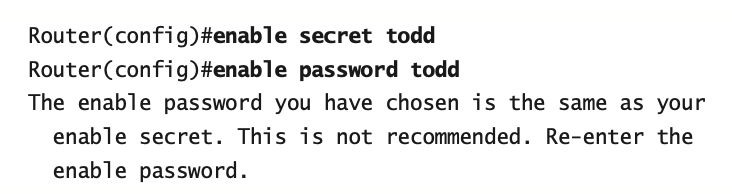 Router(config)#enable secret todd
Router(config)#enable password todd
The enable password you have chosen is the same as your
enable secret. This is not recommended. Re-enter the
enable password.